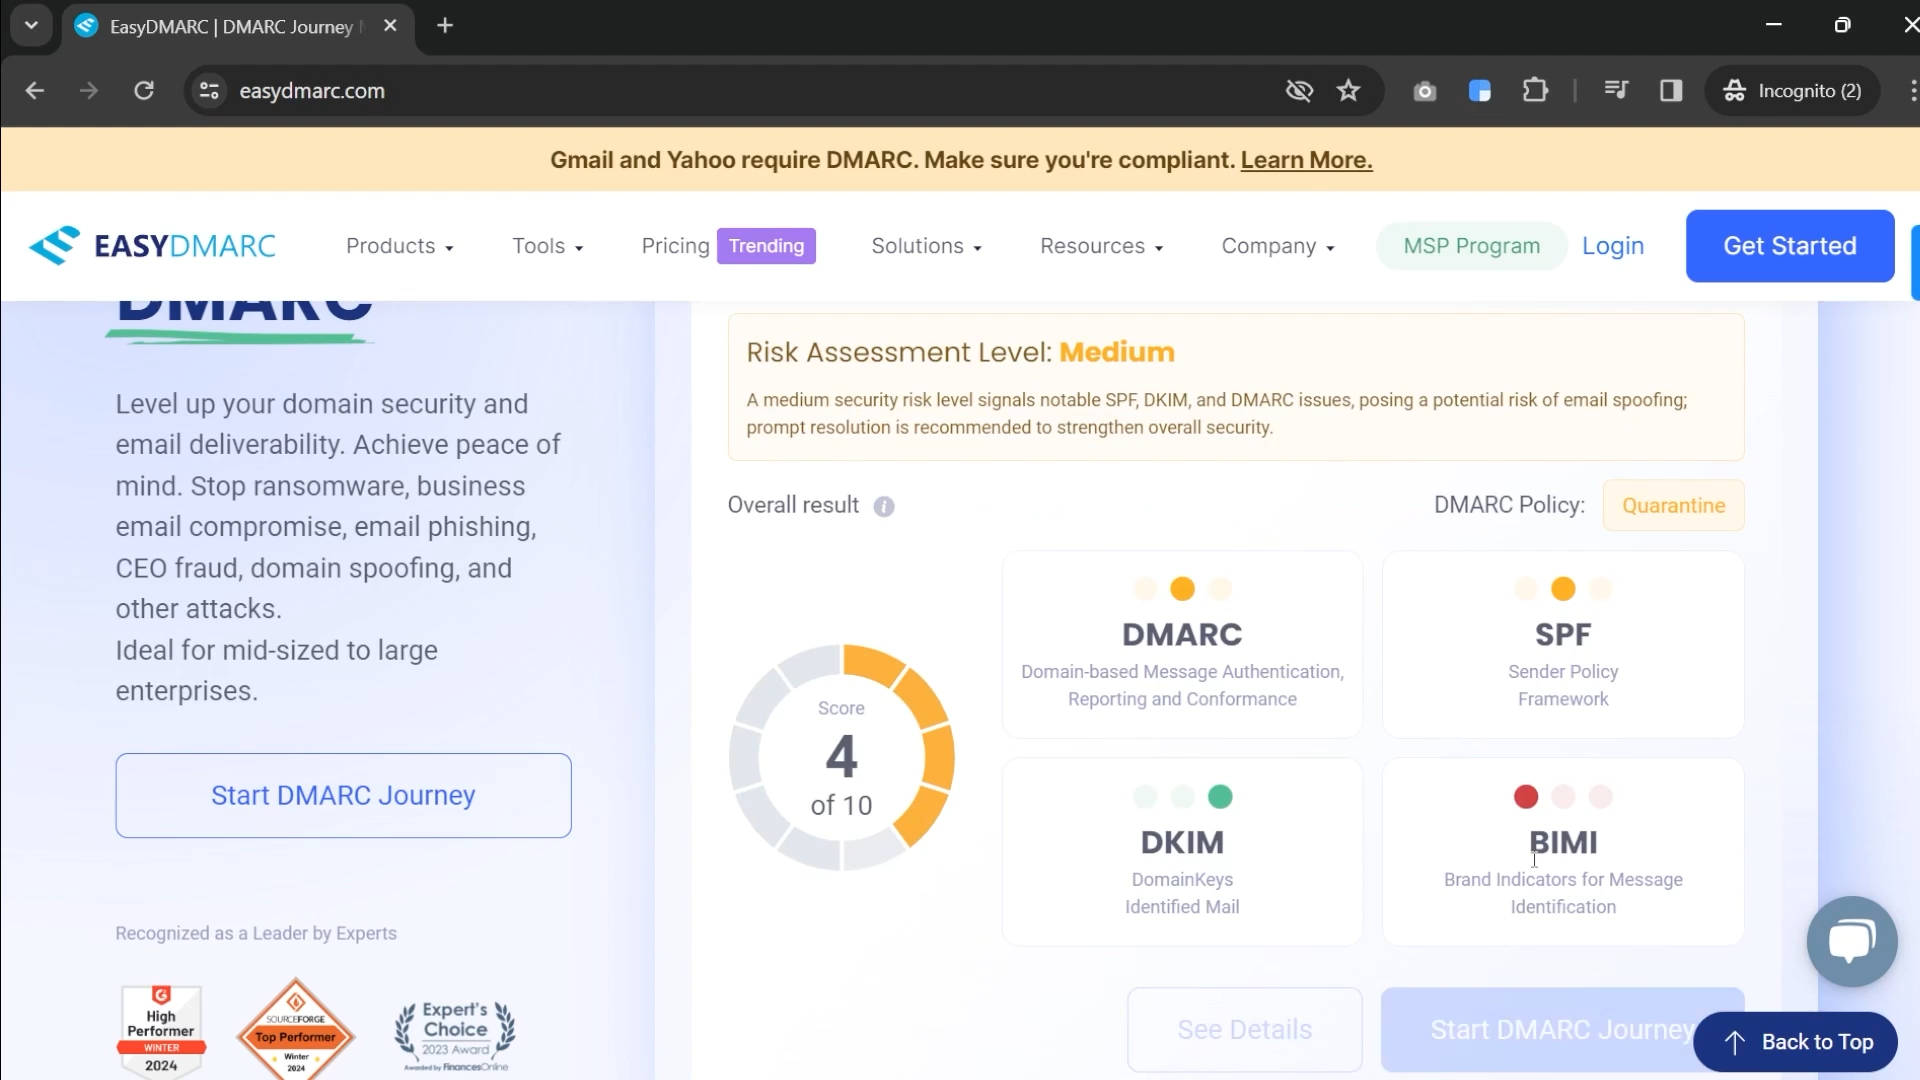 EasyDMARC | DMARC Journey
easydmarc.com
Incognito (2)
Gmail and Yahoo require DMARC. Make sure you're compliant. Learn More.
EASYDMARC
Products
Tools
Pricing
Trending
Solutions
Resources
Company
MSP Program
Login
Get Started
DMARC
Level up your domain security and
email deliverability. Achieve peace of
mind. Stop ransomware, business
email compromise, email phishing,
CEO fraud, domain spoofing, and
other attacks.
Ideal for mid-sized to large
enterprises.
Start DMARC Journey
Recognized as a Leader by Experts
High
Performer
WINTER
2024
SOURCEFORGE
Top Performer
Winter
2024
Expert's
Choice
2023 Award
Awarded by FinancesOnline
Risk Assessment Level: Medium
A medium security risk level signals notable SPF, DKIM, and DMARC issues, posing a potential risk of email spoofing;
prompt resolution is recommended to strengthen overall security.
Overall result
DMARC Policy:
Quarantine
Score
4
of 10
DMARC
Domain-based Message Authentication,
Reporting and Conformance
SPF
Sender Policy
Framework
DKIM
DomainKeys
Identified Mail
BIMI
Brand Indicators for Message
Identification
See Details
Start DMARC Journey
Back to Top